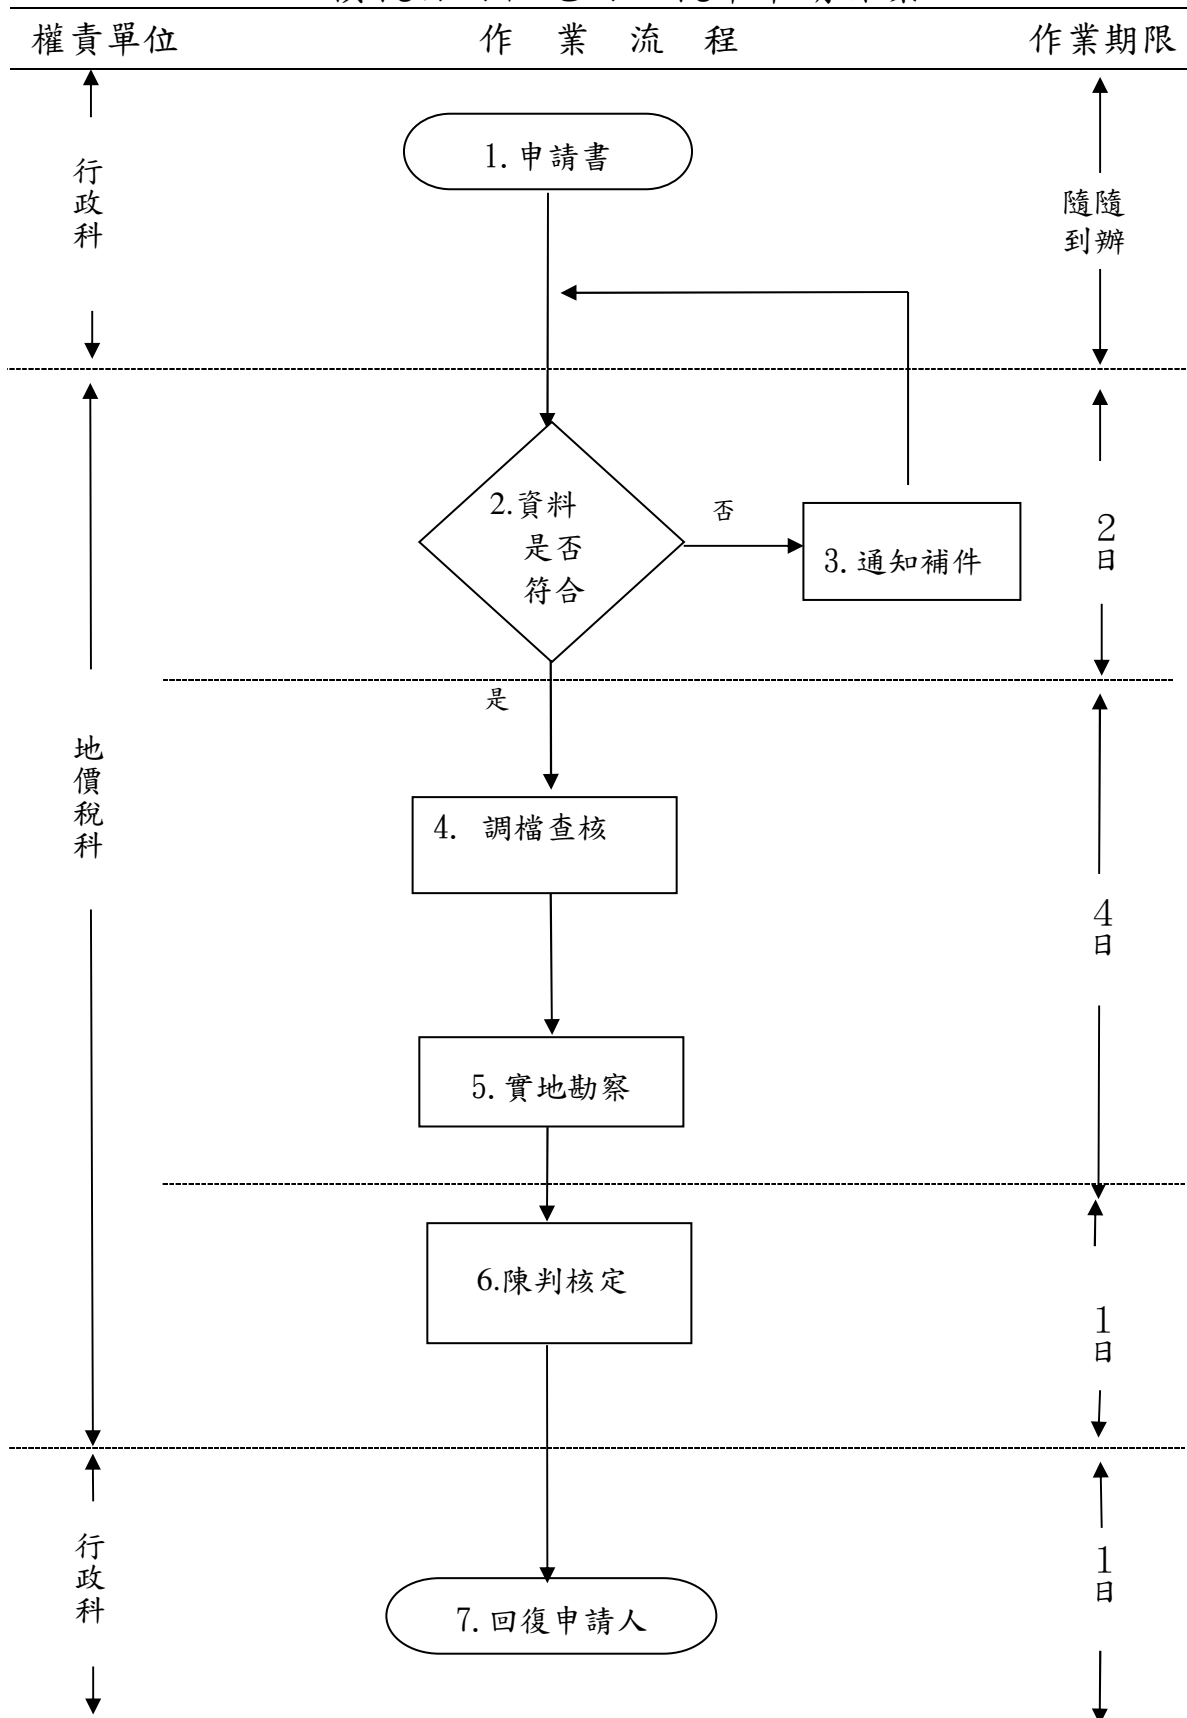 權責單位 作業流程 作業期限
1.申請書
行政科
隨到
隨辦
2.資料
是否
符合
否
3.通知補件
2日
是
地價稅科
4. 調檔查核
4日
5.實地勘察
6.陳判核定
1日
行政科
1日
7.回復申請人